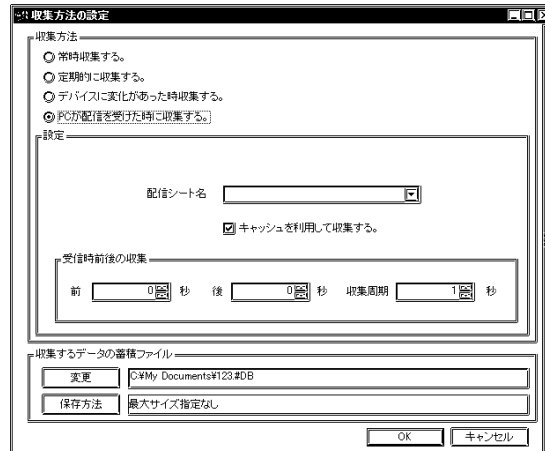 収集方法の設定
収集方法
常時収集する。
定期的に収集する。
デバイスに変化があった時収集する。
PCが配信を受けた時に収集する。
設定
配信シート名
キャッシュを利用して収集する。
受信時前後の収集
前 0 秒 後 0 秒 収集周期 1 秒
収集するデータの蓄積ファイル
変更 C:¥My Documents¥123.#DB
保存方法 最大サイズ指定なし
OK キャンセル